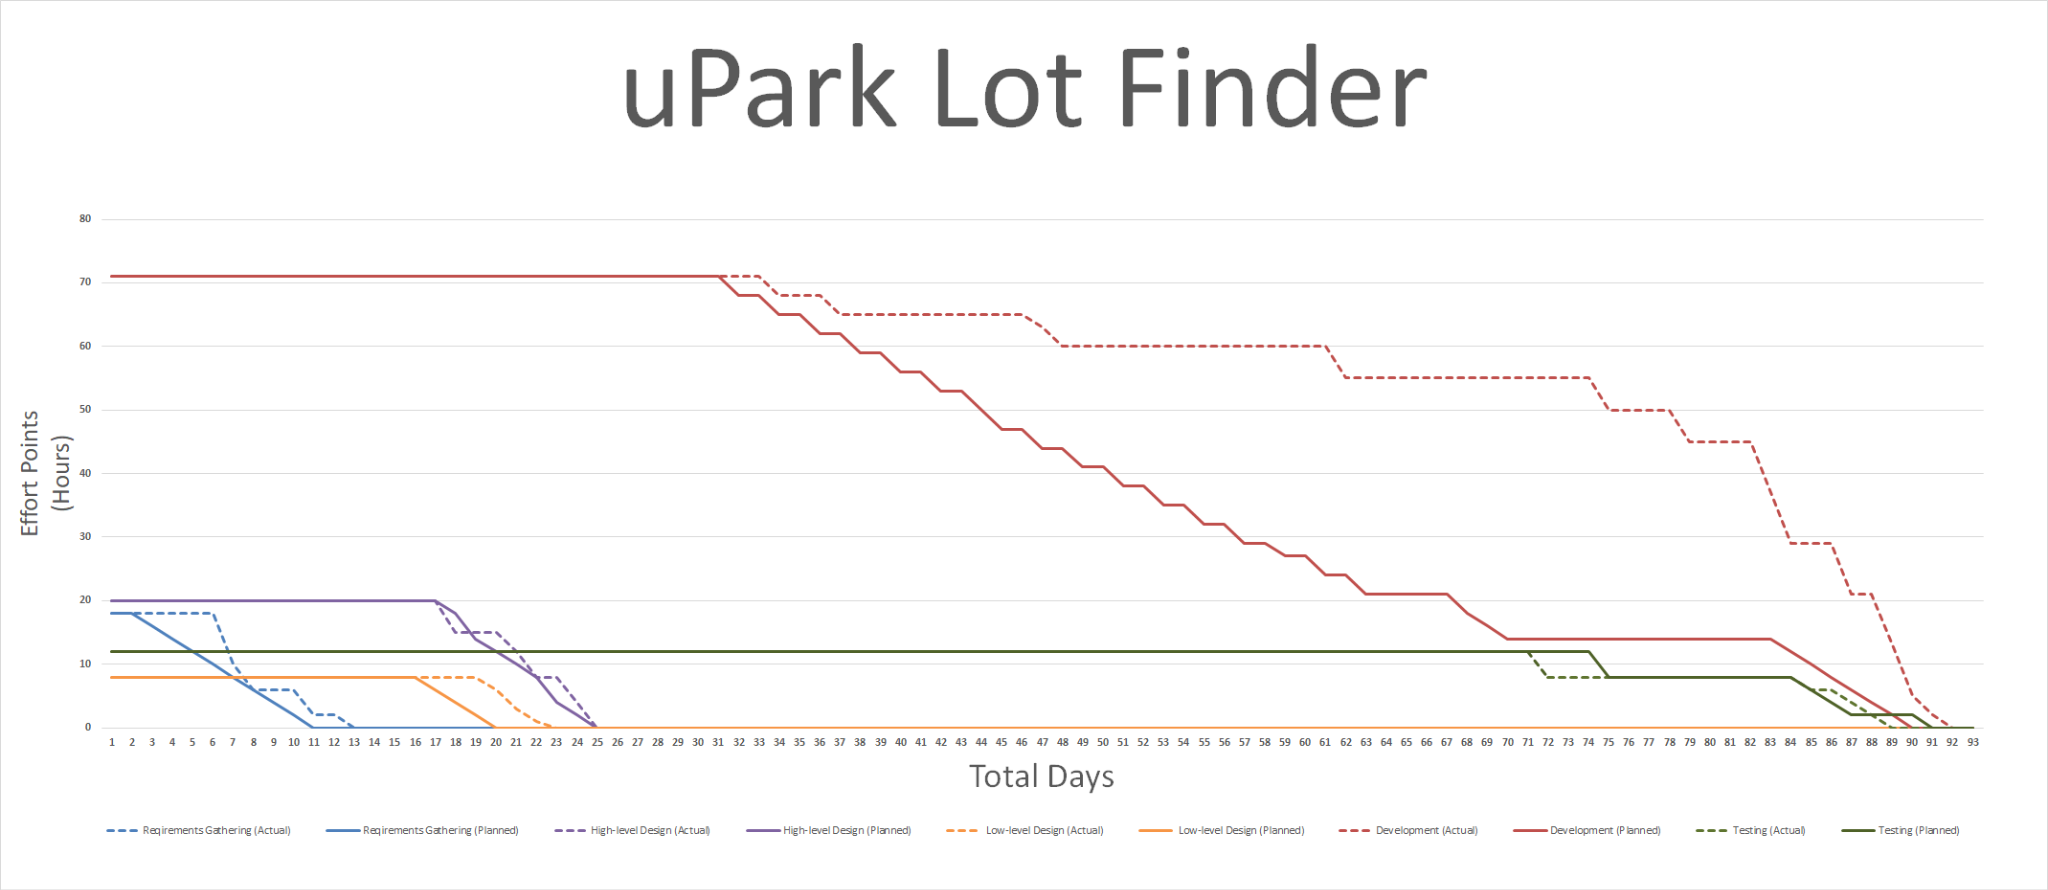 uPark Lot Finder
80
70
60
50
40
30
20
10
0
Effort Points
(Hours)
1 2 3 4 5 6 7 8 9 10 11 12 13 14 15 16 17 18 19 20 21 22 23 24 25 26 27 28 29 30 31 32 33 34 35 36 37 38 39 40 41 42 43 44 45 46 47 48 49 50 51 52 53 54 55 56 57 58 59 60 61 62 63 64 65 66 67 68 69 70 71 72 73 74 75 76 77 78 79 80 81 82 83 84 85 86 87 88 89 90 91 92 93
Total Days
Reqirements Gathering (Actual) Reqirements Gathering (Planned) High-level Design (Actual) High-level Design (Planned) Low-level Design (Actual) Low-level Design (Planned) Development (Actual) Development (Planned) Testing (Actual) Testing (Planned)